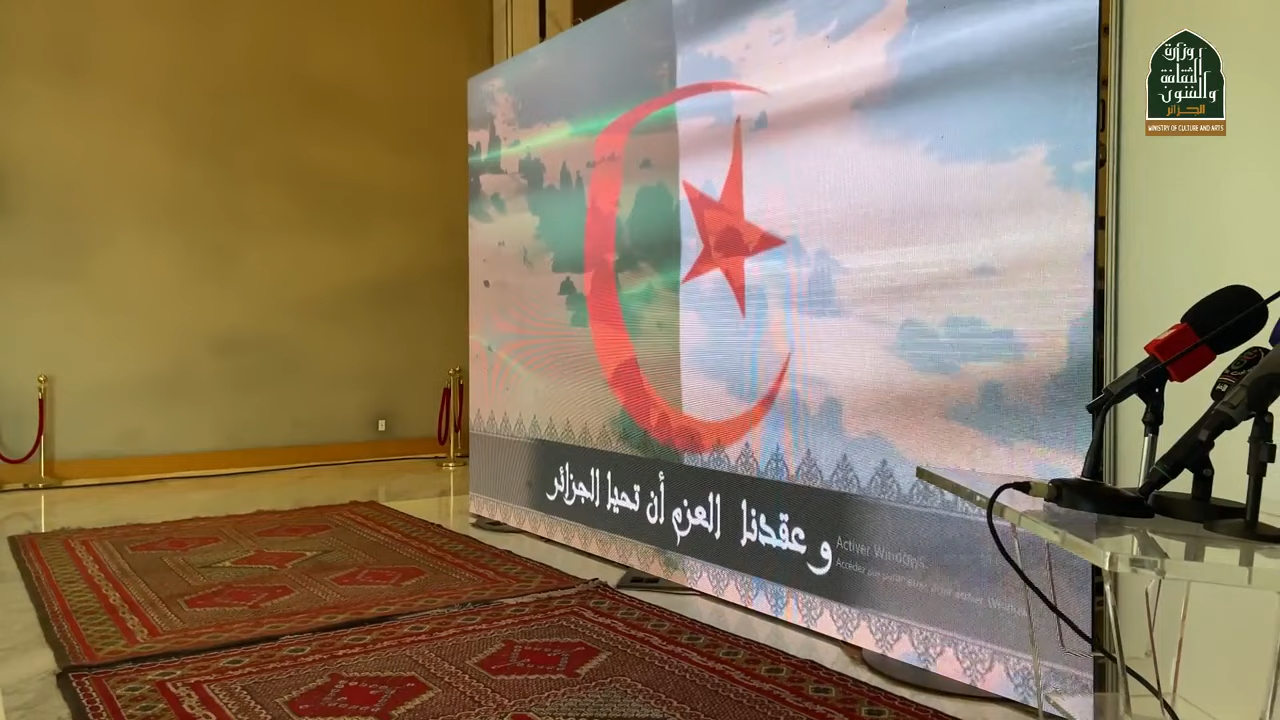 وزارة
الثقافة
والفنون
الجزائر
MINISTRY OF CULTURE AND ARTS
و عقدنا العزم أن تحيا الجزائر
Activer Windows